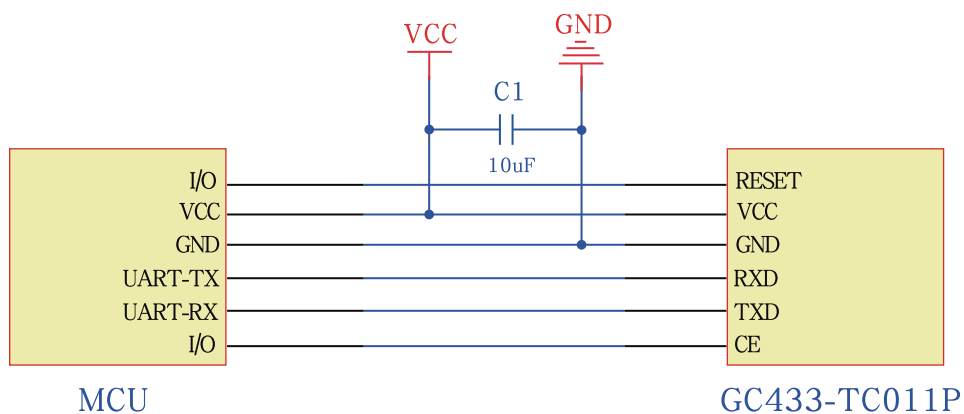 GND
VCC
C1
10uF
I/O
VCC
GND
UART-TX
UART-RX
I/O
RESET
VCC
GND
RXD
TXD
CE
MCU
GC433-TC011P